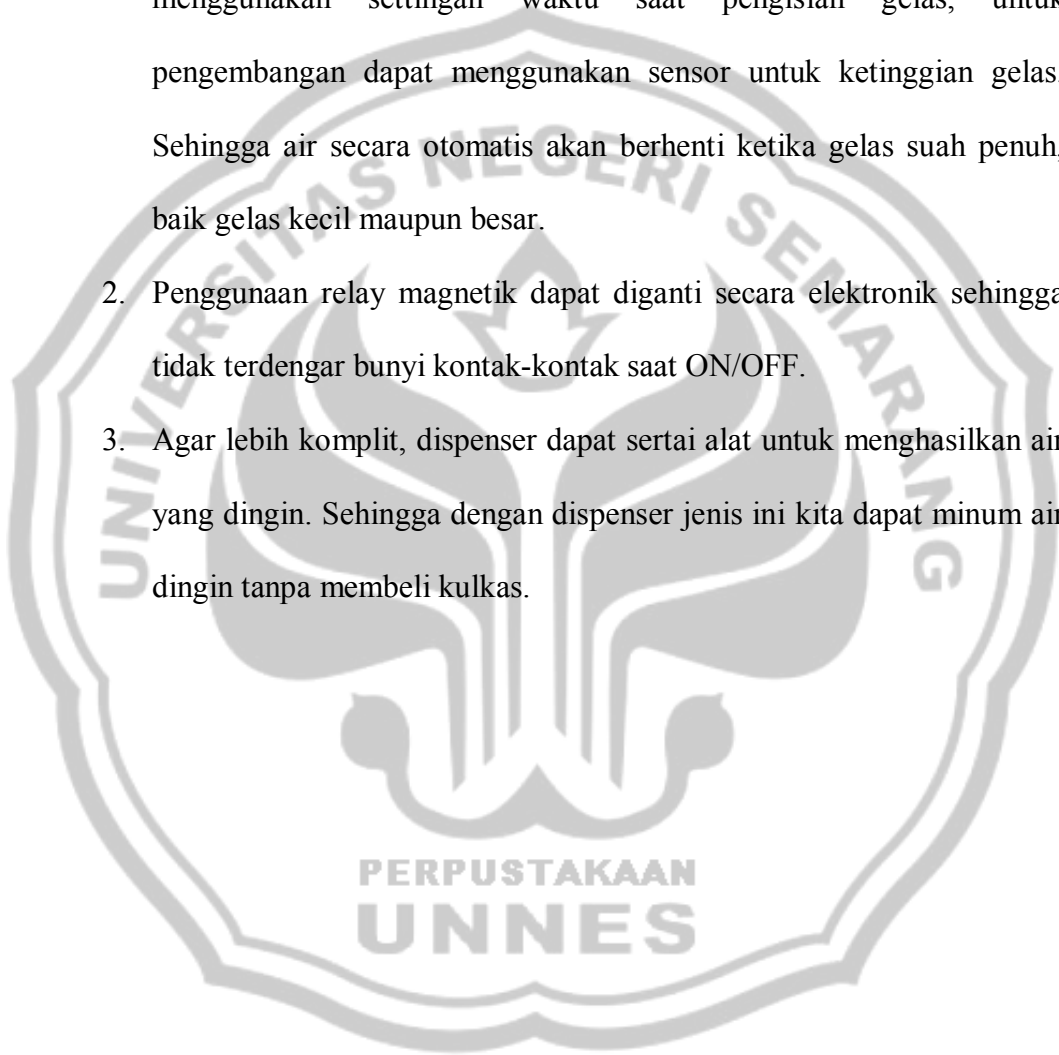 menggunakan settingan waktu saat pengisian gelas, untuk
pengembangan dapat menggunakan sensor untuk ketinggian gelas.
Sehingga air secara otomatis akan berhenti ketika gelas suah penuh,
baik gelas kecil maupun besar.
2. Penggunaan relay magnetik dapat diganti secara elektronik sehingga
tidak terdengar bunyi kontak-kontak saat ON/OFF.
3. Agar lebih komplit, dispenser dapat sertai alat untuk menghasilkan air
yang dingin. Sehingga dengan dispenser jenis ini kita dapat minum air
dingin tanpa membeli kulkas.
UNIVERSITAS NEGERI SEMARANG
PERPUSTAKAAN
UNNES